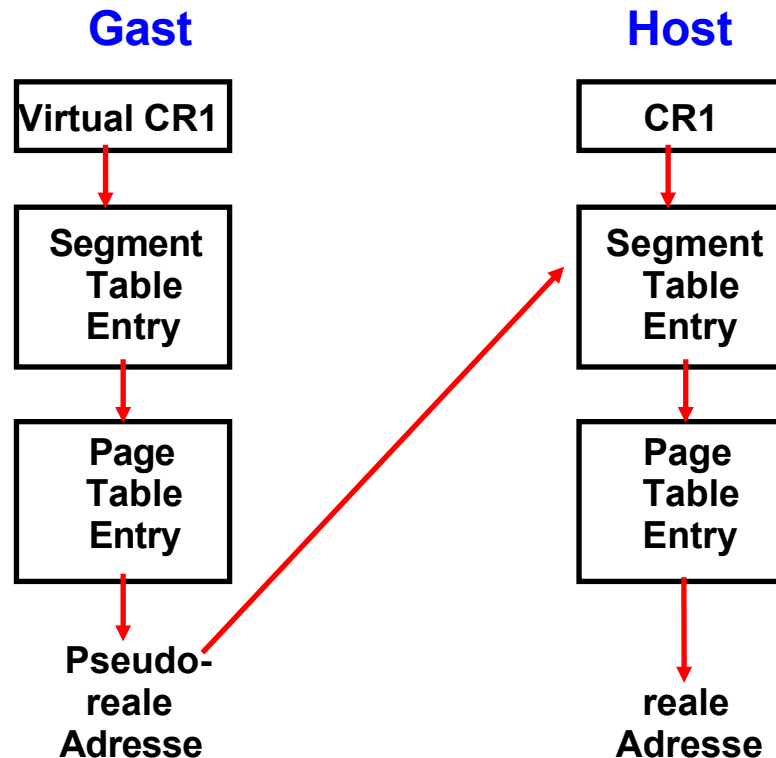 Gast
Virtual CR1
Segment
Table
Entry
Page
Table
Entry
Pseudo-
reale
Adresse
Host
CR1
Segment
Table
Entry
Page
Table
Entry
reale
Adresse